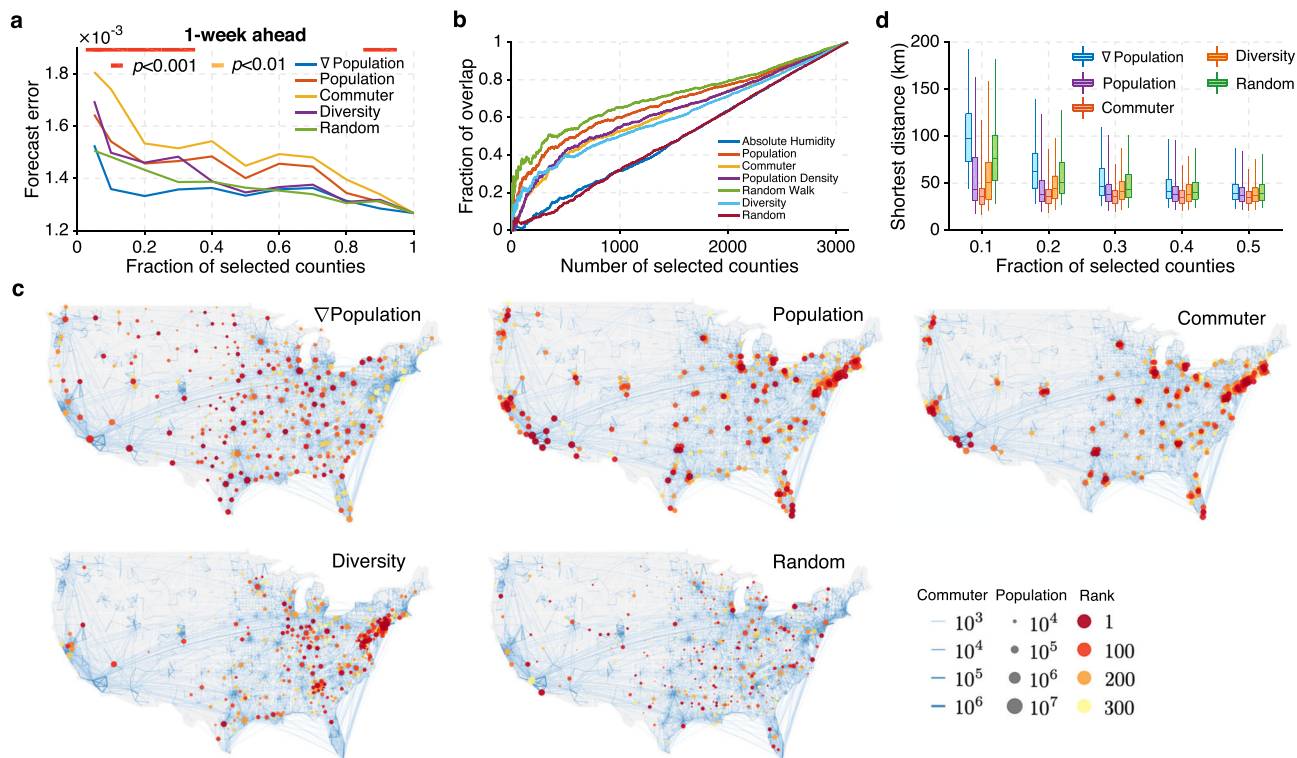 a
×10⁻³
1-week ahead
p<0.001
p<0.01
∇ Population
Population
Commuter
Diversity
Random
1.8
1.6
1.4
1.2
Forecast error
0
0.2
0.4
0.6
0.8
1
Fraction of selected counties
b
1
0.8
0.6
0.4
0.2
0
Fraction of overlap
Absolute Humidity
Population
Commuter
Population Density
Random Walk
Diversity
Random
0
1000
2000
3000
Number of selected counties
d
200
150
100
50
0
Shortest distance (km)
∇ Population
Population
Commuter
Diversity
Random
0.1
0.2
0.3
0.4
0.5
Fraction of selected counties
c
∇Population
Population
Commuter
Diversity
Random
Commuter Population Rank
10³ 10⁴ 1
10⁴ 10⁵ 100
10⁵ 10⁶ 200
10⁶ 10⁷ 300